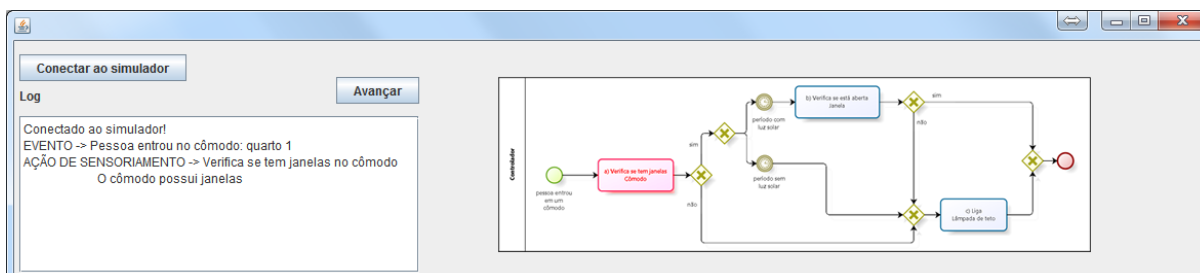 Conectar ao simulador
Log
Avançar
Conectado ao simulador!
EVENTO -> Pessoa entrou no cômodo: quarto 1
AÇÃO DE SENSORIAMENTO -> Verifica se tem janelas no cômodo
O cômodo possui janelas
Controlador
pessoa entrou
em um
cômodo
a) Verifica se tem janelas
Cômodo
sim
não
período com
luz solar
período sem
luz solar
b) Verifica se está aberta
Janela
sim
não
c) Liga
Lâmpada de teto